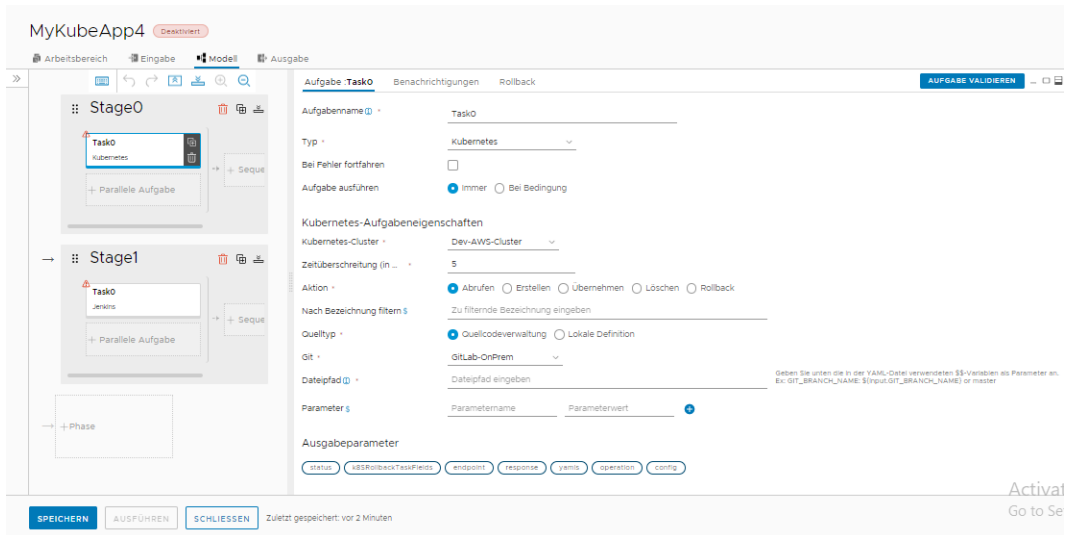 MyKubeApp4 Deaktiviert
Arbeitsbereich Eingabe Modell Ausgabe
Stage0
Task0
Kubernetes
+ Parallele Aufgabe
+ Seque
Stage1
Task0
Jenkins
+ Parallele Aufgabe
+ Seque
+Phase
Aufgabe :Task0 Benachrichtigungen Rollback AUFGABE VALIDIEREN
Aufgabenname * Task0
Typ * Kubernetes
Bei Fehler fortfahren
Aufgabe ausführen Immer Bei Bedingung
Kubernetes-Aufgabeneigenschaften
Kubernetes-Cluster * Dev-AWS-Cluster
Zeitüberschreitung (in ... * 5
Aktion * Abrufen Erstellen Übernehmen Löschen Rollback
Nach Bezeichnung filtern $ Zu filternde Bezeichnung eingeben
Quelltyp * Quellcodeverwaltung Lokale Definition
Git * GitLab-OnPrem
Dateipfad * Dateipfad eingeben
Geben Sie unten die in der YAML-Datei verwendeten $$-Variablen als Parameter an.
Ex: GIT_BRANCH_NAME: ${input.GIT_BRANCH_NAME} or master
Parameter $ Parametername Parameterwert
Ausgabeparameter
status k8SRollbackTaskFields endpoint response yamls operation config
SPEICHERN AUSFÜHREN SCHLIESSEN Zuletzt gespeichert: vor 2 Minuten
Activat
Go to Se